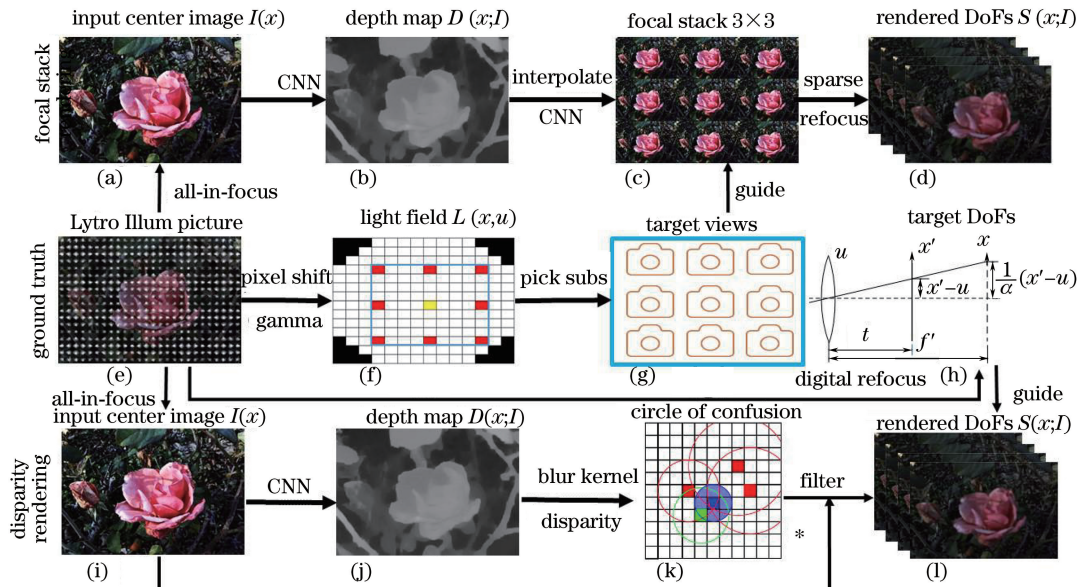 input center image I(x)
depth map D (x;I)
focal stack 3×3
rendered DoFs S (x;I)
focal stack
CNN
interpolate
CNN
sparse
refocus
(a)
(b)
(c)
(d)
all-in-focus
guide
Lytro Illum picture
light field L (x,u)
target views
target DoFs
ground truth
pixel shift
gamma
pick subs
u
x′
x
x′−u
1/α (x′−u)
t
f′
(e)
(f)
(g)
digital refocus
(h)
all-in-focus
guide
input center image I(x)
depth map D(x;I)
circle of confusion
rendered DoFs S(x;I)
disparity
rendering
CNN
blur kernel
disparity
filter
*
(i)
(j)
(k)
(l)